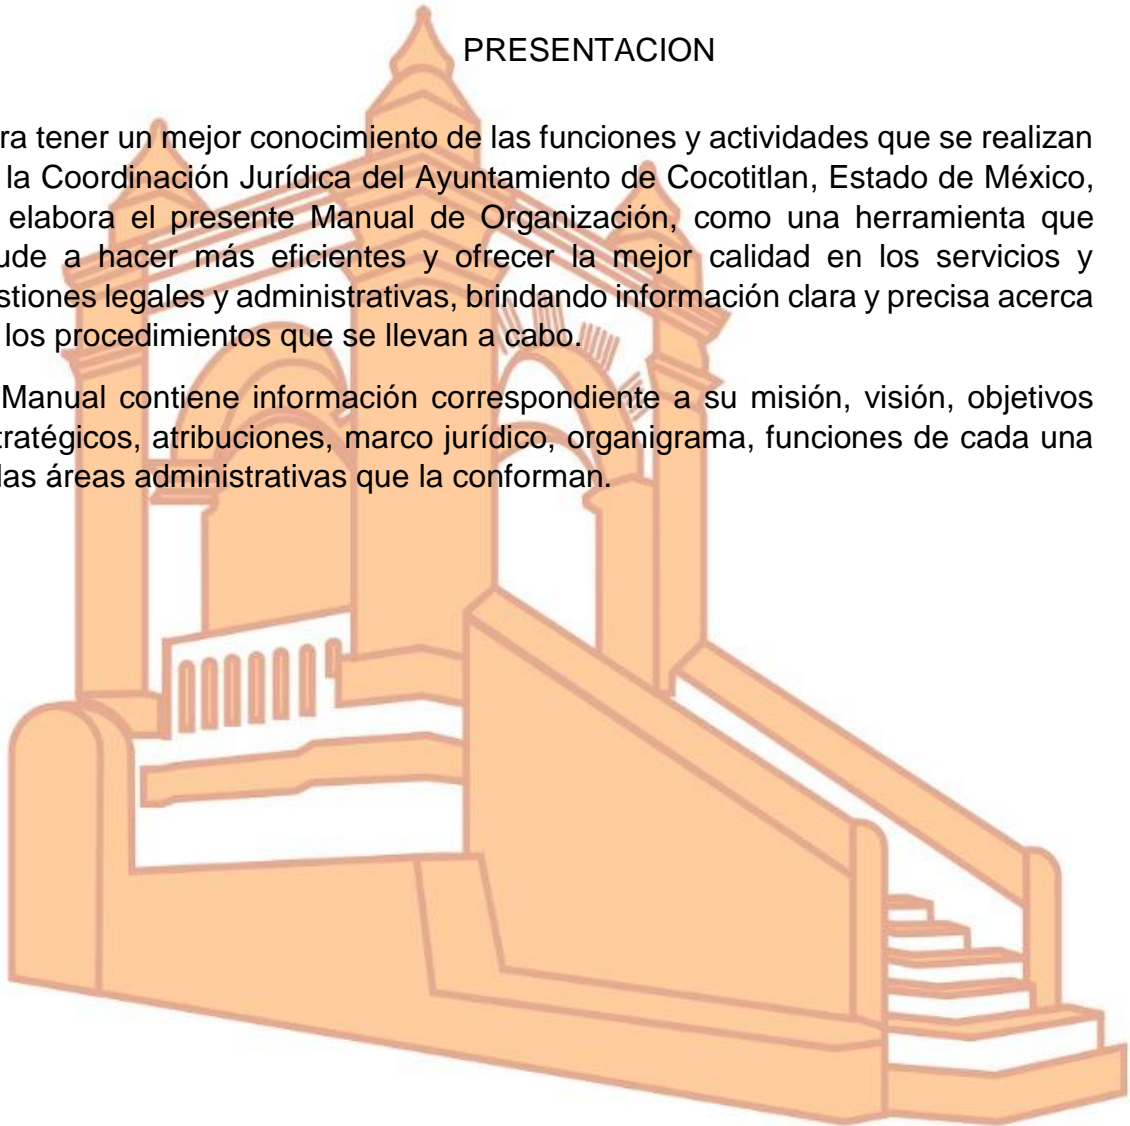 PRESENTACION
ra tener un mejor conocimiento de las funciones y actividades que se realizan
la Coordinación Jurídica del Ayuntamiento de Cocotitlan, Estado de México,
elabora el presente Manual de Organización, como una herramienta que
ude a hacer más eficientes y ofrecer la mejor calidad en los servicios y
stiones legales y administrativas, brindando información clara y precisa acerca
los procedimientos que se llevan a cabo.
Manual contiene información correspondiente a su misión, visión, objetivos
tratégicos, atribuciones, marco jurídico, organigrama, funciones de cada una
las áreas administrativas que la conforman.